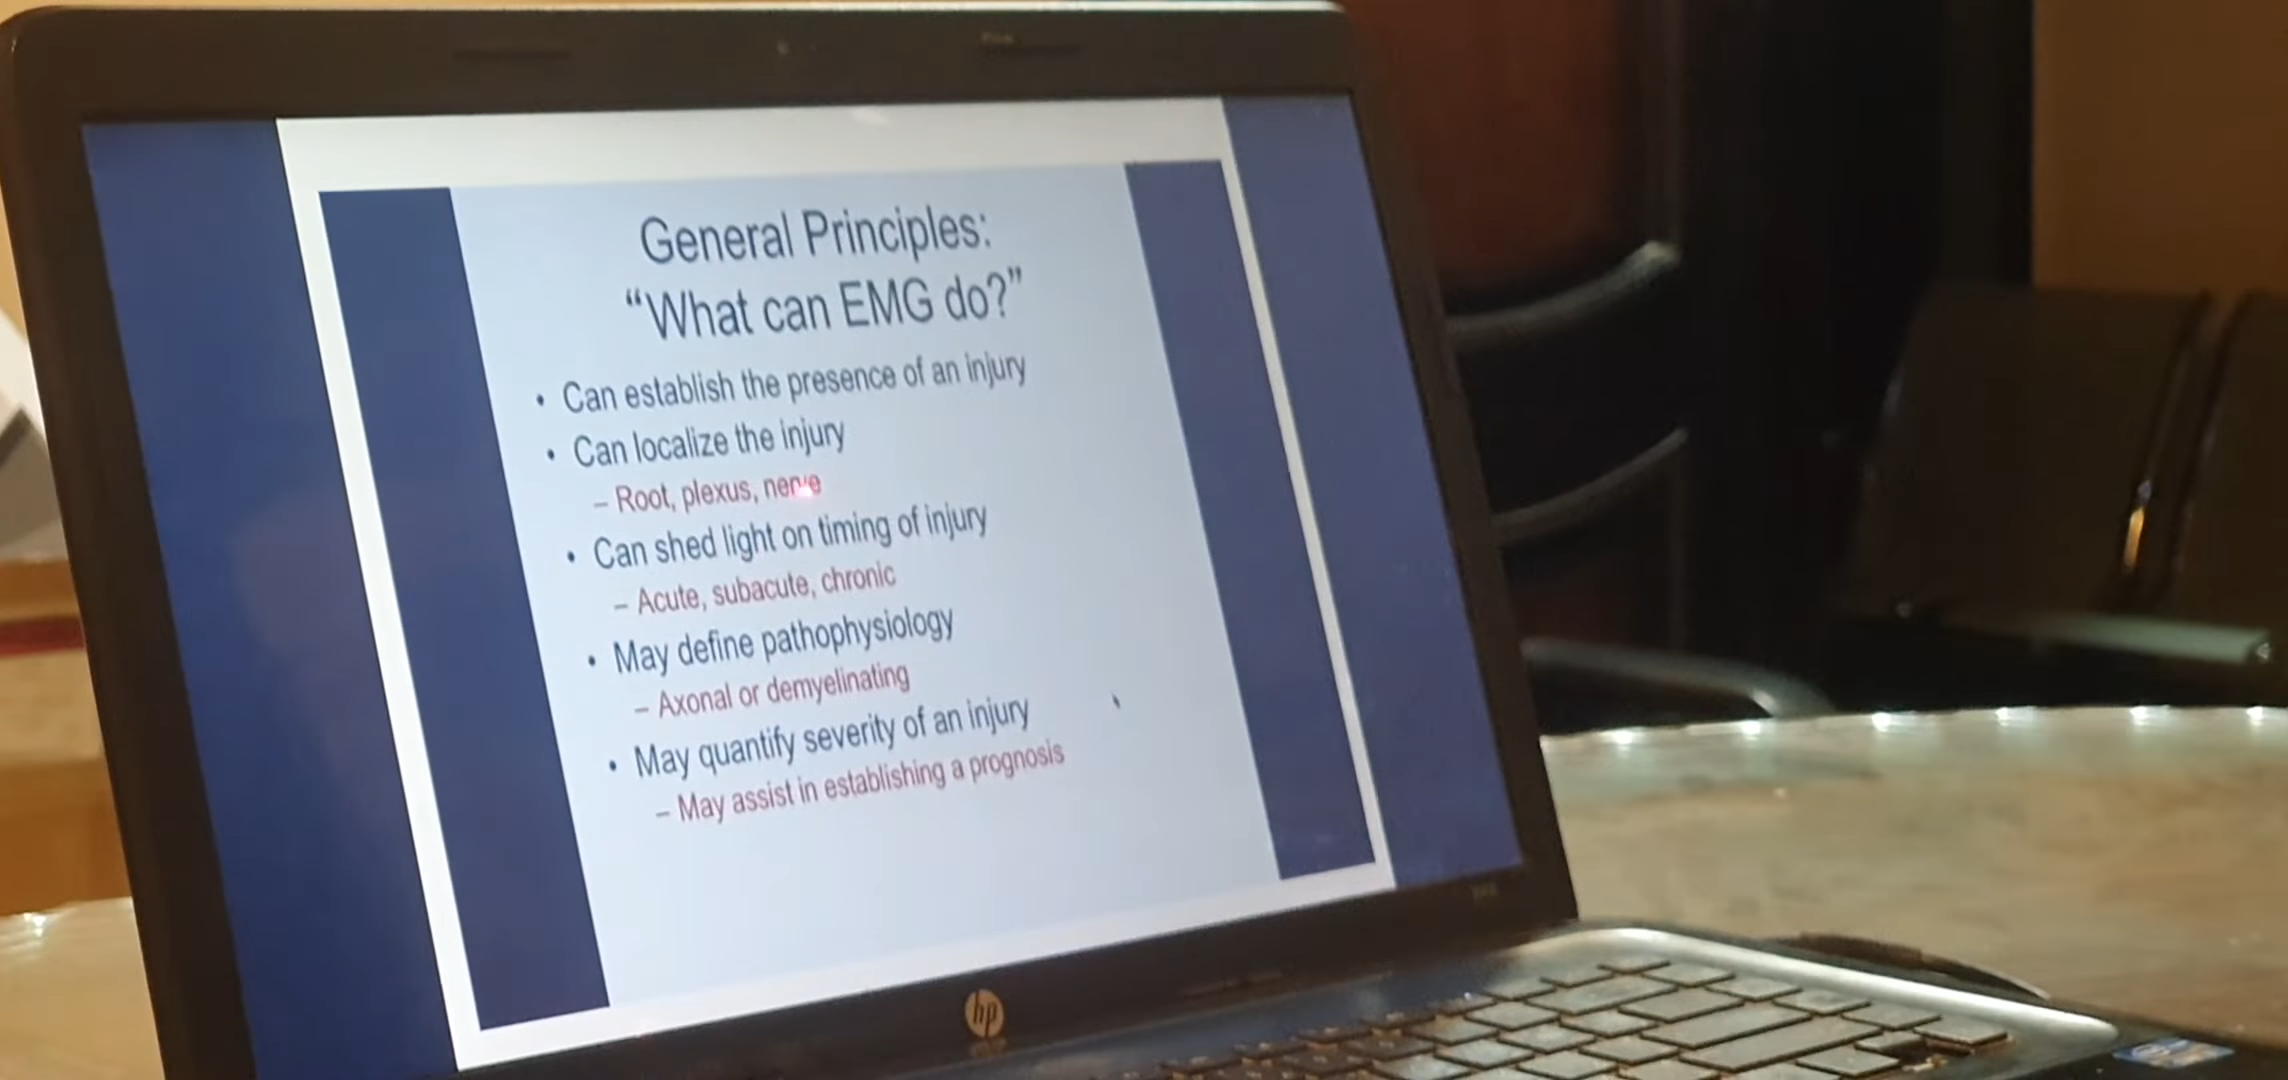 General Principles:
“What can EMG do?”
• Can establish the presence of an injury
• Can localize the injury
– Root, plexus, nerve
• Can shed light on timing of injury
– Acute, subacute, chronic
• May define pathophysiology
– Axonal or demyelinating
• May quantify severity of an injury
– May assist in establishing a prognosis
hp